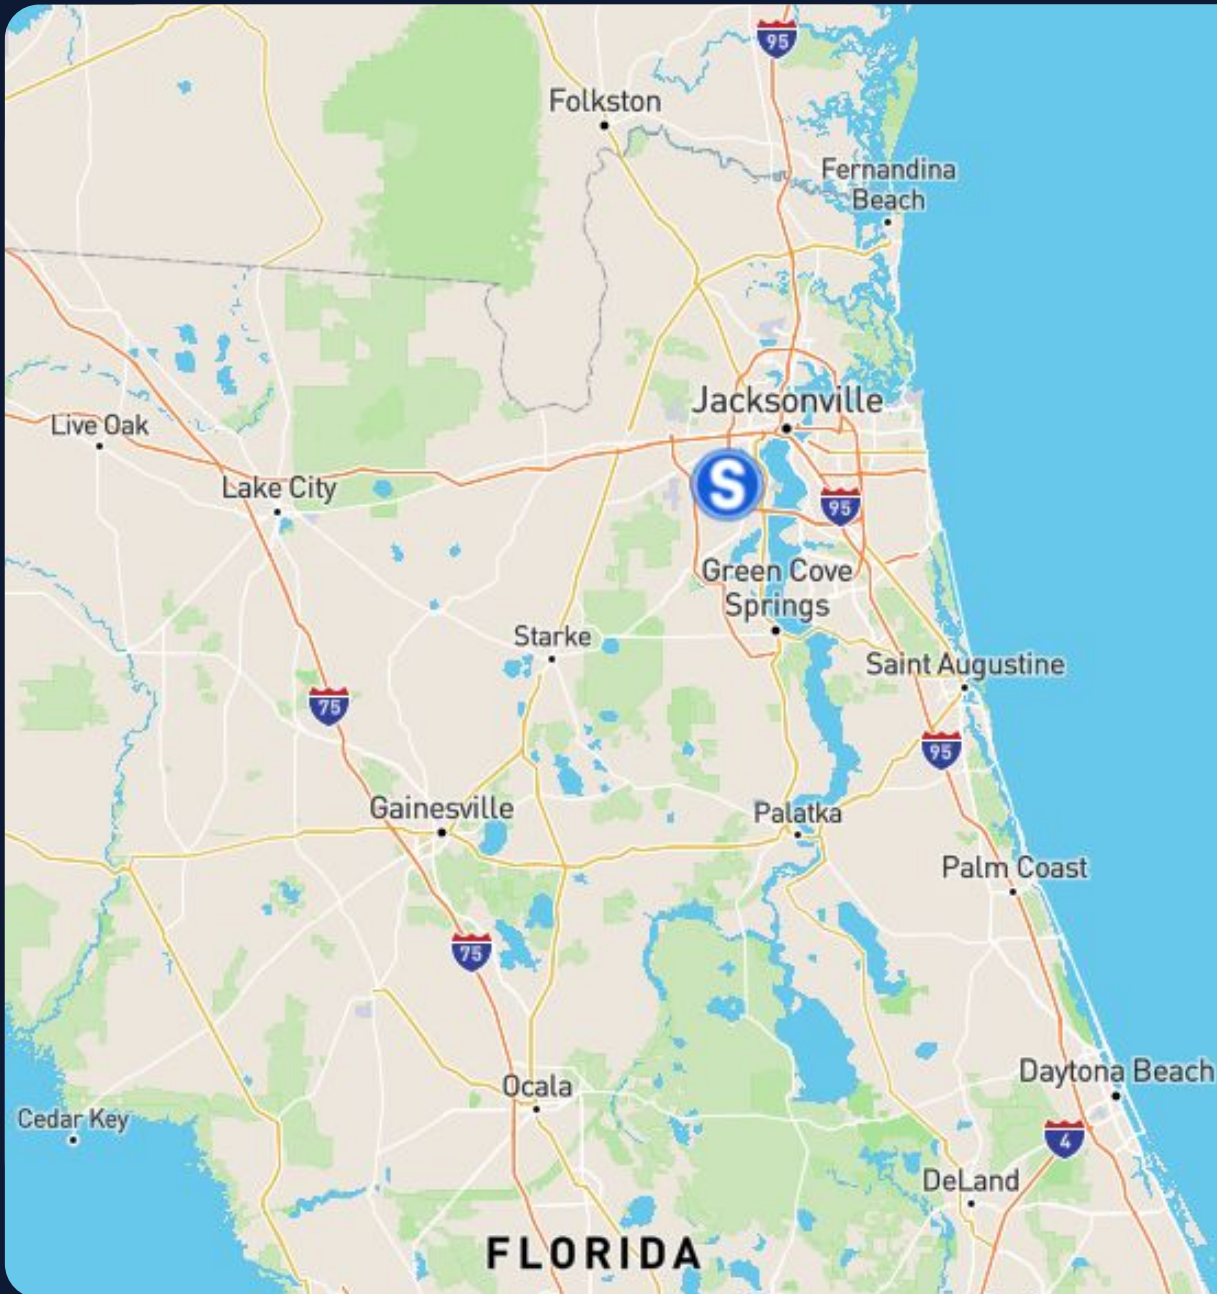 95
Folkston
Fernandina
Beach
Jacksonville
Live Oak
Lake City
S
95
Green Cove
Springs
Starke
Saint Augustine
75
95
Gainesville
Palatka
Palm Coast
75
Ocala
Daytona Beach
Cedar Key
4
DeLand
FLORIDA